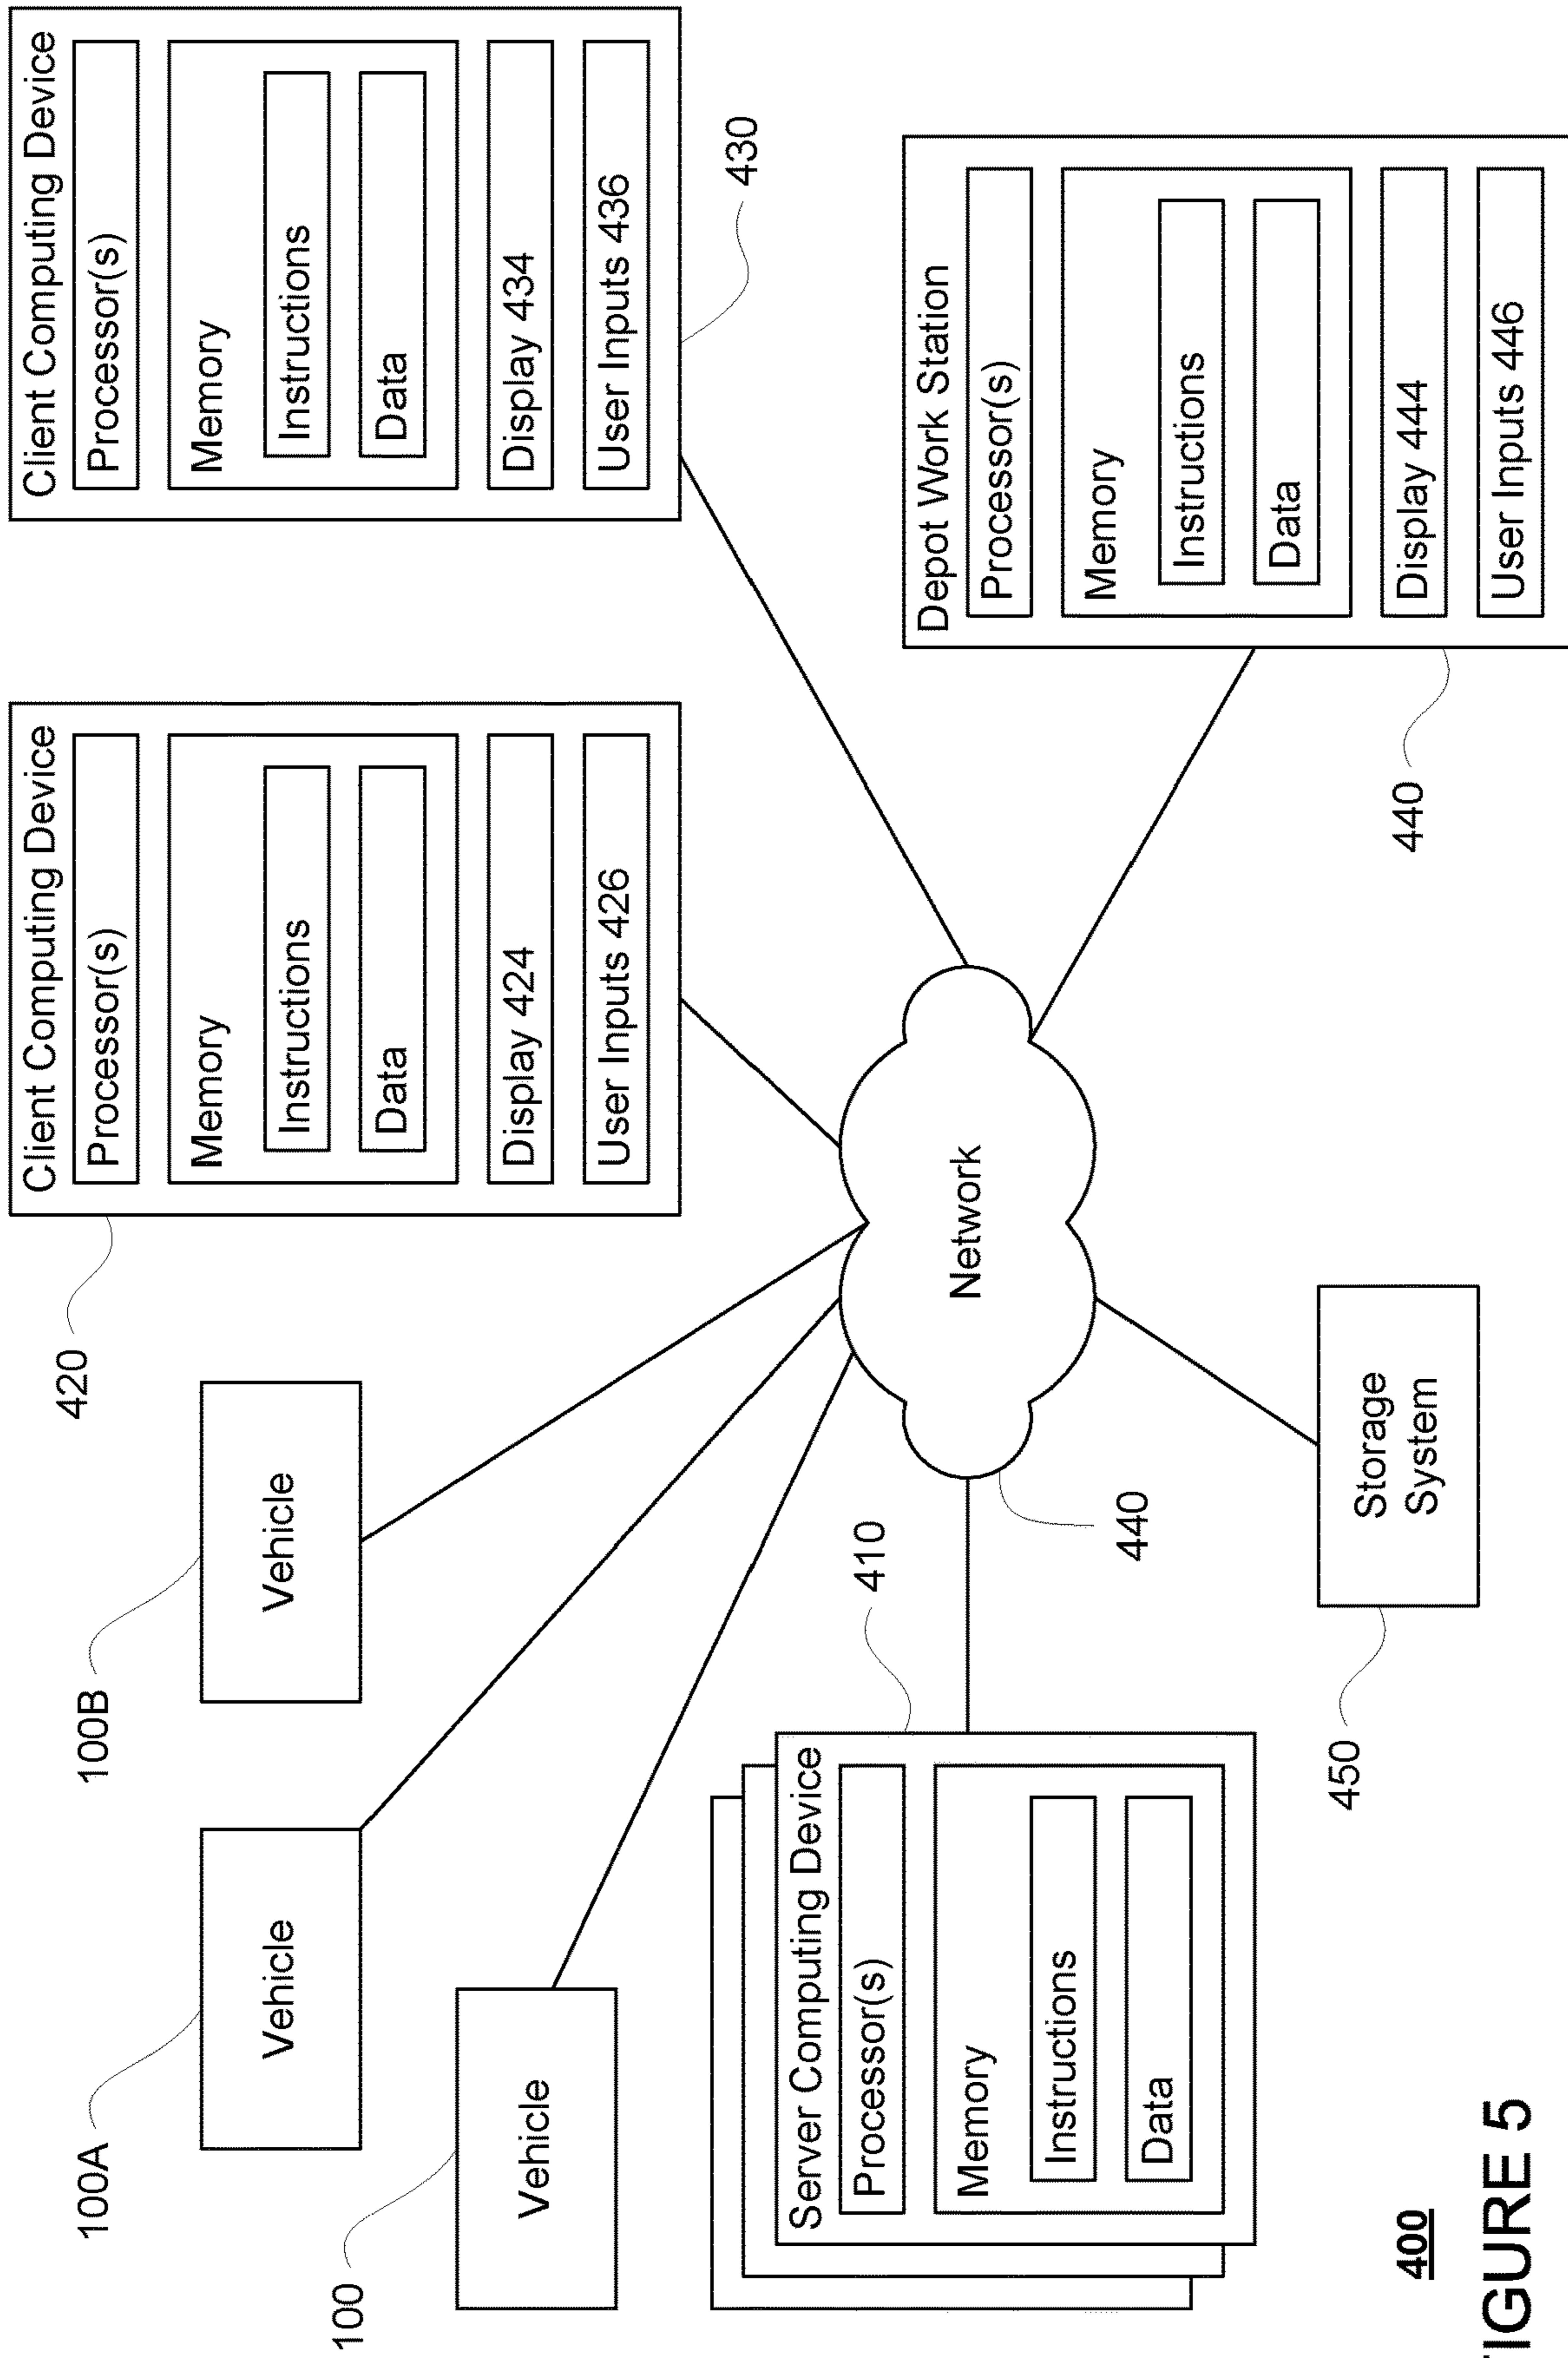 100A
Vehicle
100B
Vehicle
100
Vehicle
420
Client Computing Device
Processor(s)
Memory
Instructions
Data
Display 424
User Inputs 426
Client Computing Device
Processor(s)
Memory
Instructions
Data
Display 434
User Inputs 436
430
410
Server Computing Device
Processor(s)
Memory
Instructions
Data
Network
440
Depot Work Station
Processor(s)
Memory
Instructions
Data
Display 444
User Inputs 446
440
450
Storage
System
400
FIGURE 5